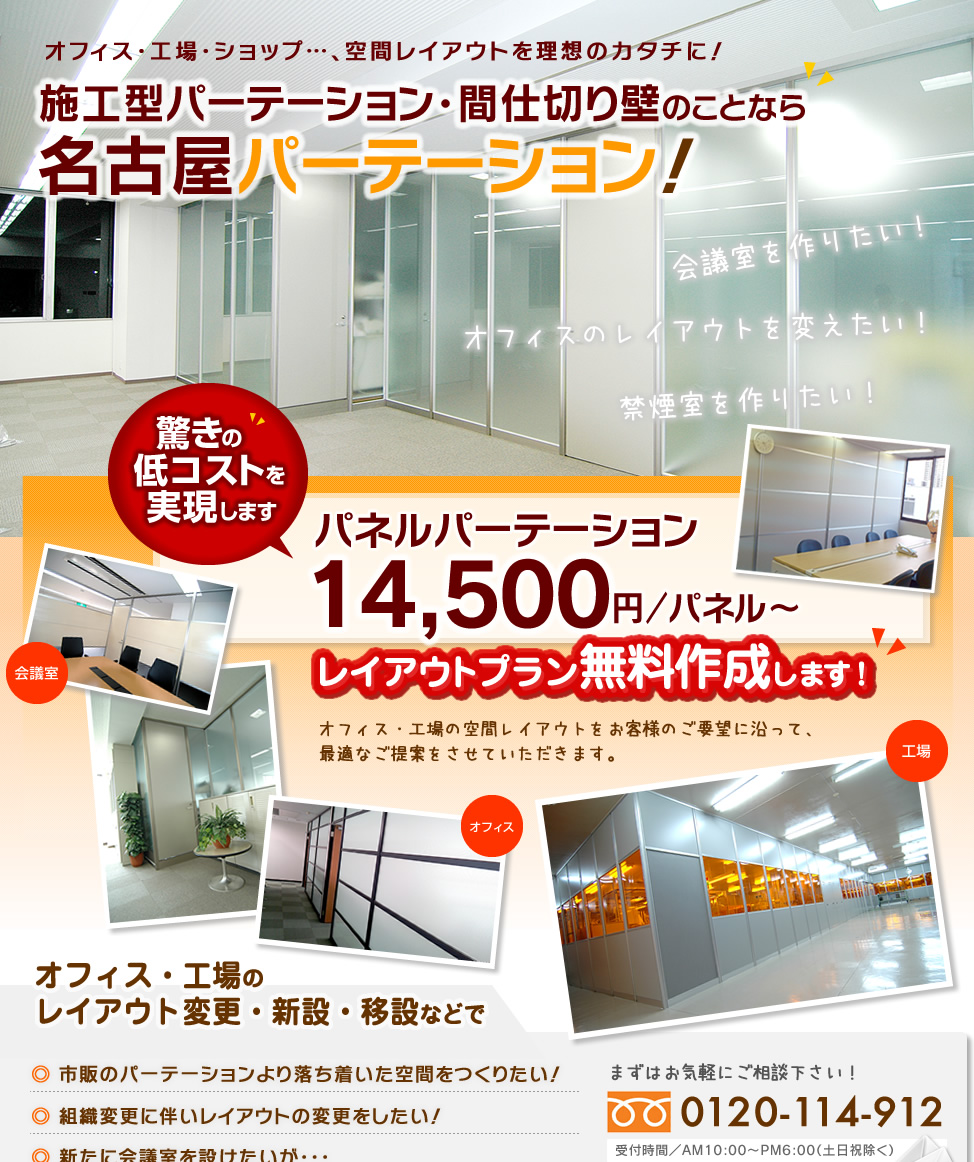 オフィス・工場・ショップ…、空間レイアウトを理想のカタチに!
施工型パーテーション・間仕切り壁のことなら
名古屋パーテーション!
会議室を作りたい!
オフィスのレイアウトを変えたい!
禁煙室を作りたい!
驚きの
低コストを
実現します
パネルパーテーション
14,500円/パネル～
レイアウトプラン無料作成します!
オフィス・工場の空間レイアウトをお客様のご要望に沿って、
最適なご提案をさせていただきます。
会議室
オフィス
工場
オフィス・工場の
レイアウト変更・新設・移設などで
◎ 市販のパーテーションより落ち着いた空間をつくりたい!
◎ 組織変更に伴いレイアウトの変更をしたい!
◎ 新たに会議室を設けたいが・・・
まずはお気軽にご相談下さい!
0120-114-912
受付時間/AM10:00～PM6:00(土日祝除く)